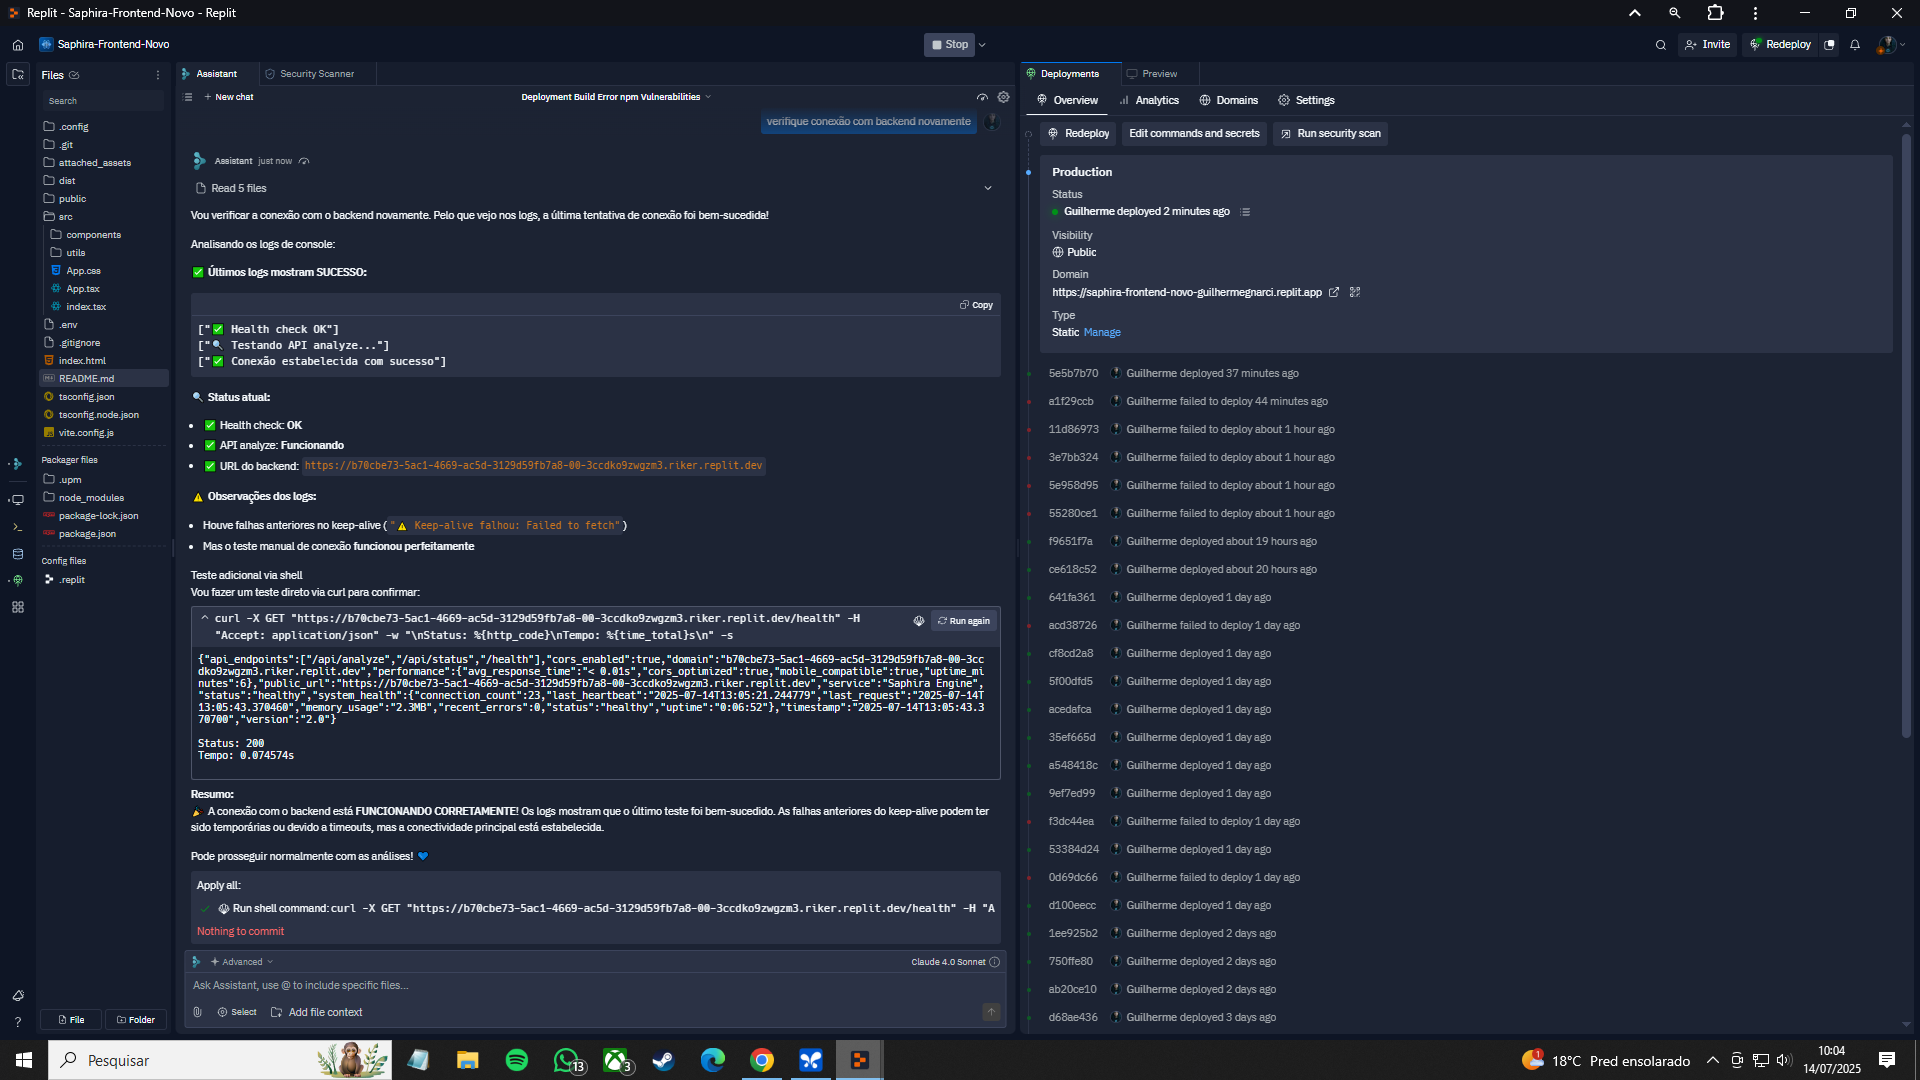 Replit - Saphira-Frontend-Novo - Replit
Saphira-Frontend-Novo
Stop
Invite
Redeploy
Files
Search
.config
.git
attached_assets
dist
public
src
components
utils
App.css
App.tsx
index.tsx
.env
.gitignore
index.html
README.md
tsconfig.json
tsconfig.node.json
vite.config.js
Packager files
.upm
node_modules
package-lock.json
package.json
Config files
.replit
File
Folder
Assistant
Security Scanner
New chat
Deployment Build Error npm Vulnerabilities
verifique conexão com backend novamente
Assistant just now
Read 5 files
Vou verificar a conexão com o backend novamente. Pelo que vejo nos logs, a última tentativa de conexão foi bem-sucedida!
Analisando os logs de console:
✅ Últimos logs mostram SUCESSO:
Copy
["✅ Health check OK"]
["🔍 Testando API analyze..."]
["✅ Conexão estabelecida com sucesso"]
🔍 Status atual:
• ✅ Health check: OK
• ✅ API analyze: Funcionando
• ✅ URL do backend: https://b70cbe73-5ac1-4669-ac5d-3129d59fb7a8-00-3ccdko9zwgzm3.riker.replit.dev
⚠️ Observações dos logs:
• Houve falhas anteriores no keep-alive ("⚠️ Keep-alive falhou: Failed to fetch")
• Mas o teste manual de conexão funcionou perfeitamente
Teste adicional via shell
Vou fazer um teste direto via curl para confirmar:
curl -X GET "https://b70cbe73-5ac1-4669-ac5d-3129d59fb7a8-00-3ccdko9zwgzm3.riker.replit.dev/health" -H
"Accept: application/json" -w "\nStatus: %{http_code}\nTempo: %{time_total}s\n" -s
Run again
{"api_endpoints":["/api/analyze","/api/status","/health"],"cors_enabled":true,"domain":"b70cbe73-5ac1-4669-ac5d-3129d59fb7a8-00-3cc
dko9zwgzm3.riker.replit.dev","performance":{"avg_response_time":"< 0.01s","cors_optimized":true,"mobile_compatible":true,"uptime_mi
nutes":6},"public_url":"https://b70cbe73-5ac1-4669-ac5d-3129d59fb7a8-00-3ccdko9zwgzm3.riker.replit.dev","service":"Saphira Engine",
"status":"healthy","system_health":{"connection_count":23,"last_heartbeat":"2025-07-14T13:05:21.244779","last_request":"2025-07-14T
13:05:43.370460","memory_usage":"2.3MB","recent_errors":0,"status":"healthy","uptime":"0:06:52"},"timestamp":"2025-07-14T13:05:43.3
70700","version":"2.0"}
Status: 200
Tempo: 0.074574s
Resumo:
🎉 A conexão com o backend está FUNCIONANDO CORRETAMENTE! Os logs mostram que o último teste foi bem-sucedido. As falhas anteriores do keep-alive podem ter
sido temporárias ou devido a timeouts, mas a conectividade principal está estabelecida.
Pode prosseguir normalmente com as análises! 💙
Apply all:
Run shell command: curl -X GET "https://b70cbe73-5ac1-4669-ac5d-3129d59fb7a8-00-3ccdko9zwgzm3.riker.replit.dev/health" -H "A
Nothing to commit
Advanced
Claude 4.0 Sonnet
Ask Assistant, use @ to include specific files...
Select
Add file context
Deployments
Preview
Overview
Analytics
Domains
Settings
Redeploy
Edit commands and secrets
Run security scan
Production
Status
Guilherme deployed 2 minutes ago
Visibility
Public
Domain
https://saphira-frontend-novo-guilhermegnarci.replit.app
Type
Static Manage
5e5b7b70 Guilherme deployed 37 minutes ago
a1f29ccb Guilherme failed to deploy 44 minutes ago
11d86973 Guilherme failed to deploy about 1 hour ago
3e7bb324 Guilherme failed to deploy about 1 hour ago
5e958d95 Guilherme failed to deploy about 1 hour ago
55280ce1 Guilherme failed to deploy about 1 hour ago
f9651f7a Guilherme deployed about 19 hours ago
ce618c52 Guilherme deployed about 20 hours ago
641fa361 Guilherme deployed 1 day ago
acd38726 Guilherme failed to deploy 1 day ago
cf8cd2a8 Guilherme deployed 1 day ago
5f00dfd5 Guilherme deployed 1 day ago
acedafca Guilherme deployed 1 day ago
35ef665d Guilherme deployed 1 day ago
a548418c Guilherme deployed 1 day ago
9ef7ed99 Guilherme deployed 1 day ago
f3dc44ea Guilherme failed to deploy 1 day ago
53384d24 Guilherme deployed 1 day ago
0d69dc66 Guilherme failed to deploy 1 day ago
d100eecc Guilherme deployed 1 day ago
1ee925b2 Guilherme deployed 2 days ago
750ffe80 Guilherme deployed 2 days ago
ab20ce10 Guilherme deployed 2 days ago
d68ae436 Guilherme deployed 3 days ago
Pesquisar
13
3
1
18°C Pred ensolarado
10:04
14/07/2025